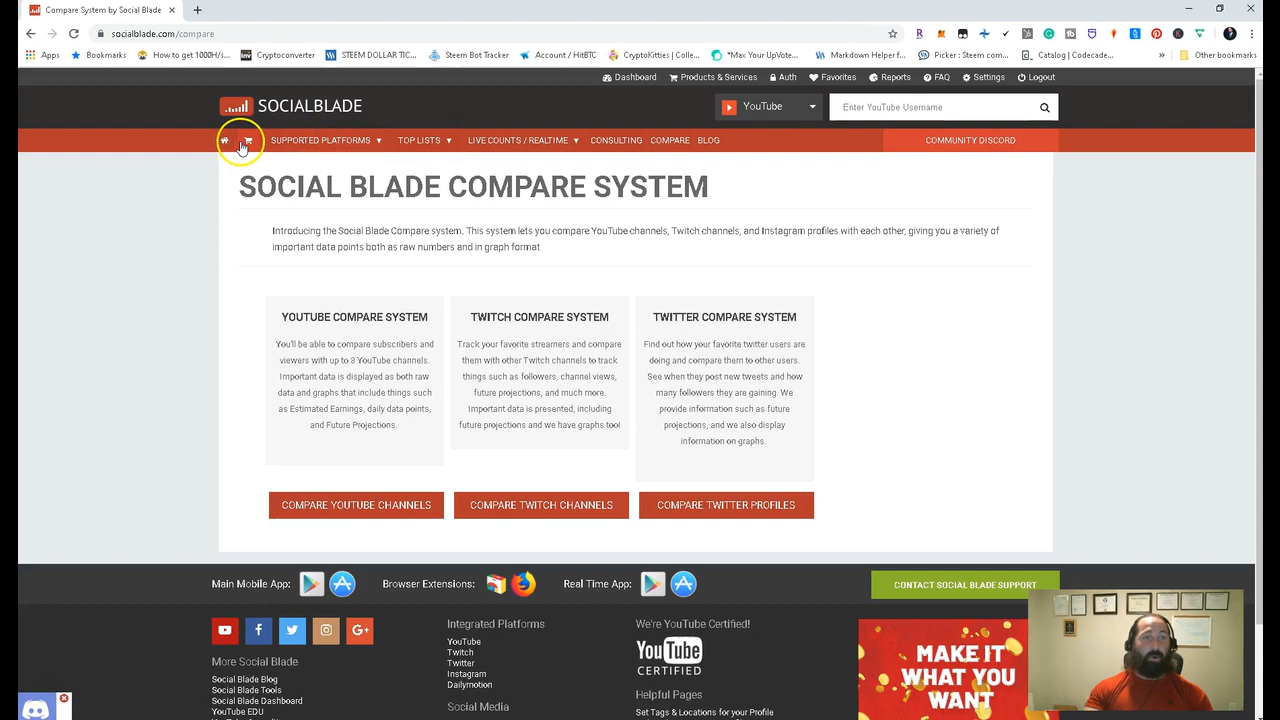 Compare System by Social Blade
socialblade.com/compare
Apps Bookmarks How to get 1000H/s... Cryptoconverter STEEM DOLLAR TIC... Steem Bot Tracker Account / HitBTC CryptoKitties | Collec... *Max Your UpVote... Markdown Helper f... Picker : Steem com... Catalog | Codecade... » Other bookmarks
Dashboard Products & Services Auth Favorites Reports FAQ Settings Logout
SOCIALBLADE YouTube Enter YouTube Username
SUPPORTED PLATFORMS TOP LISTS LIVE COUNTS / REALTIME CONSULTING COMPARE BLOG COMMUNITY DISCORD
SOCIAL BLADE COMPARE SYSTEM
Introducing the Social Blade Compare system. This system lets you compare YouTube channels, Twitch channels, and Instagram profiles with each other, giving you a variety of
important data points both as raw numbers and in graph format
YOUTUBE COMPARE SYSTEM
You'll be able to compare subscribers and
viewers with up to 3 YouTube channels.
Important data is displayed as both raw
data and graphs that include things such
as Estimated Earnings, daily data points,
and Future Projections.
COMPARE YOUTUBE CHANNELS
TWITCH COMPARE SYSTEM
Track your favorite streamers and compare
them with other Twitch channels to track
things such as followers, channel views,
future projections, and much more.
Important data is presented, including
future projections and we have graphs too!
COMPARE TWITCH CHANNELS
TWITTER COMPARE SYSTEM
Find out how your favorite twitter users are
doing and compare them to other users.
See when they post new tweets and how
many followers they are gaining. We
provide information such as future
projections, and we also display
information on graphs.
COMPARE TWITTER PROFILES
Main Mobile App: Browser Extensions: Real Time App: CONTACT SOCIAL BLADE SUPPORT
More Social Blade
Social Blade Blog
Social Blade Tools
Social Blade Dashboard
YouTube EDU
Integrated Platforms
YouTube
Twitch
Twitter
Instagram
Dailymotion
Social Media
We're YouTube Certified!
YouTube
CERTIFIED
Helpful Pages
Set Tags & Locations for your Profile
MAKE IT
WHAT YOU
WANT